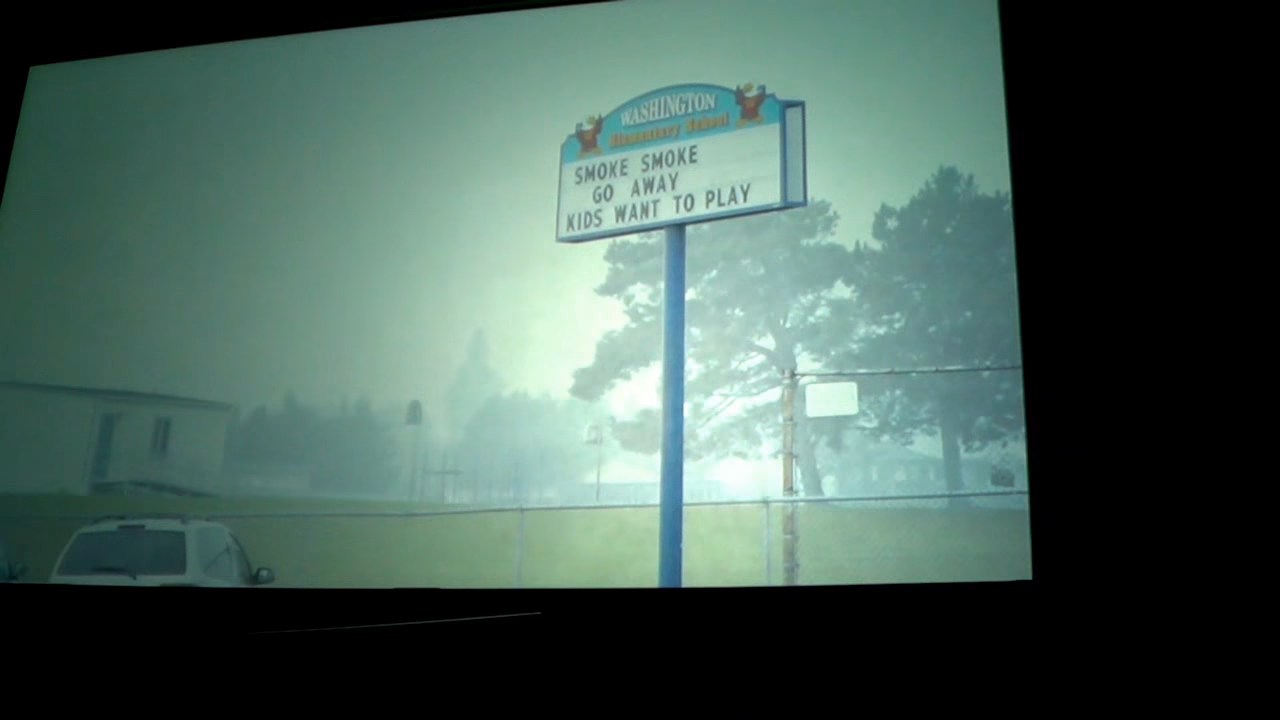 WASHINGTON
Elementary School
SMOKE SMOKE
GO AWAY
KIDS WANT TO PLAY